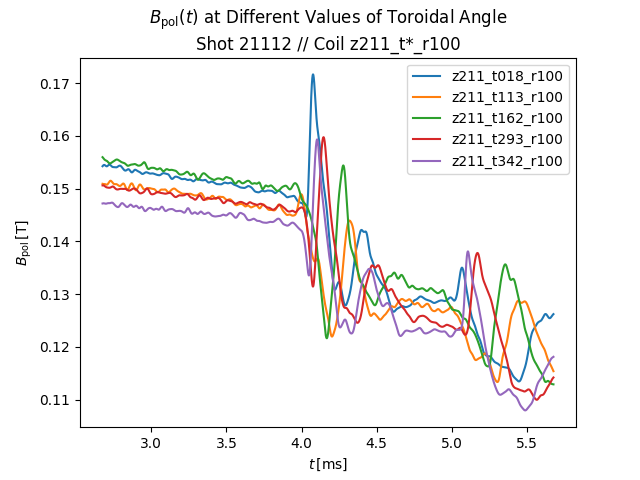 B_pol(t) at Different Values of Toroidal Angle
Shot 21112 // Coil z211_t*_r100
z211_t018_r100
z211_t113_r100
z211_t162_r100
z211_t293_r100
z211_t342_r100
B_pol [T]
0.17
0.16
0.15
0.14
0.13
0.12
0.11
3.0 3.5 4.0 4.5 5.0 5.5
t [ms]